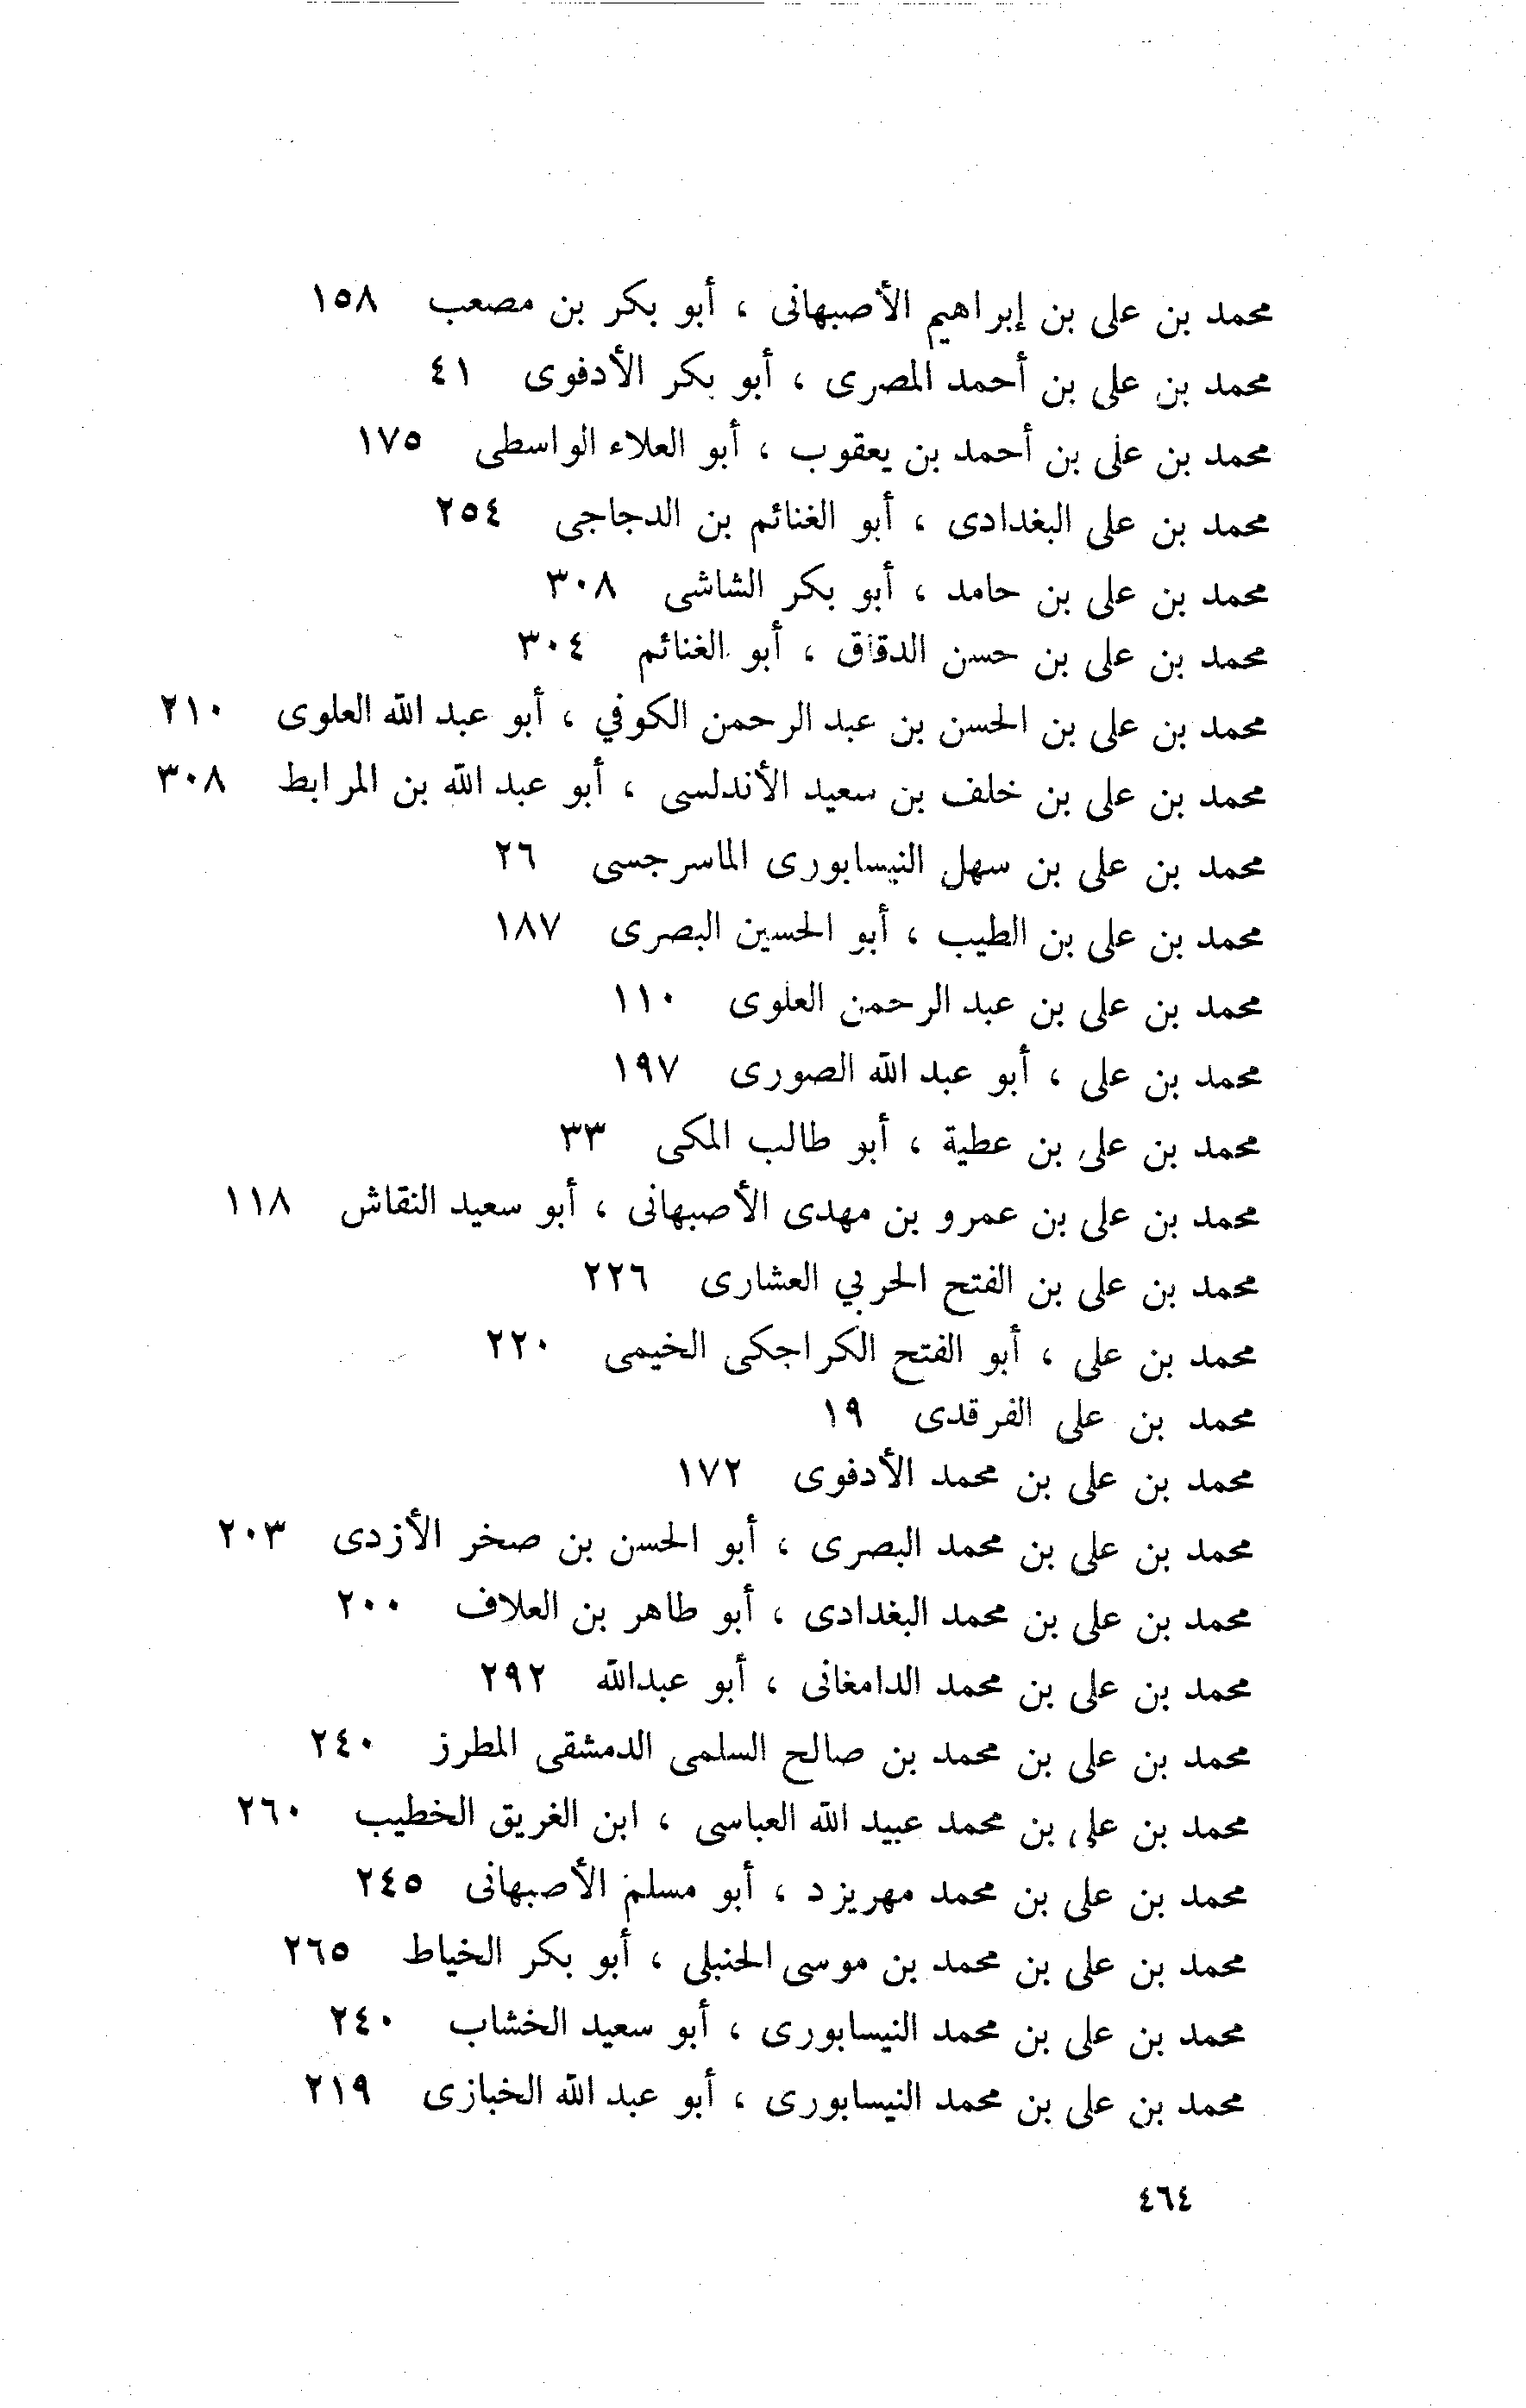 محمد بن على بن إبراهيم الأصبهانى ، أبو بكر بن مصعب ١٥٨
محمد بن على بن أحمد المصرى ، أبو بكر الأدفوى ٤١
محمد بن على بن أحمد بن يعقوب ، أبو العلاء الواسطى ١٧٥
محمد بن على البغدادى ، أبو الغنائم بن الدجاجى ٢٥٤
محمد بن على بن حامد ، أبو بكر الشاشى ٣٠٨
محمد بن على بن حسن الدقاق ، أبو الغنائم ٣٠٤
محمد بن على بن الحسن بن عبد الرحمن الكوفي ، أبو عبد الله العلوى ٢١٠
محمد بن على بن خلف بن سعيد الأندلسى ، أبو عبد الله بن المرابط ٣٠٨
محمد بن على بن سهل النيسابورى الماسرجسى ٢٦
محمد بن على بن الطيب ، أبو الحسين البصرى ١٨٧
محمد بن على بن عبد الرحمن العلوى ١١٠
محمد بن على ، أبو عبد الله الصورى ١٩٧
محمد بن على بن عطية ، أبو طالب المكى ٣٣
محمد بن على بن عمرو بن مهدى الأصبهانى ، أبو سعيد النقاش ١١٨
محمد بن على بن الفتح الحربي العشارى ٢٢٦
محمد بن على ، أبو الفتح الكراجكى الخيمى ٢٢٠
محمد بن على الفرقدى ١٩
محمد بن على بن محمد الأدفوى ١٧٢
محمد بن على بن محمد البصرى ، أبو الحسن بن صخر الأزدى ٢٠٣
محمد بن على بن محمد البغدادى ، أبو طاهر بن العلاف ٢٠٠
محمد بن على بن محمد الدامغانى ، أبو عبدالله ٢٩٢
محمد بن على بن محمد بن صالح السلمى الدمشقى المطرز ٢٤٠
محمد بن على بن محمد عبيد الله العباسى ، ابن الغريق الخطيب ٢٦٠
محمد بن على بن محمد مهريزد ، أبو مسلم الأصبهانى ٢٤٥
محمد بن على بن محمد بن موسى الحنبلى ، أبو بكر الخياط ٢٦٥
محمد بن على بن محمد النيسابورى ، أبو سعيد الخشاب ٢٤٠
محمد بن على بن محمد النيسابورى ، أبو عبد الله الخبازى ٢١٩
٤٦٤